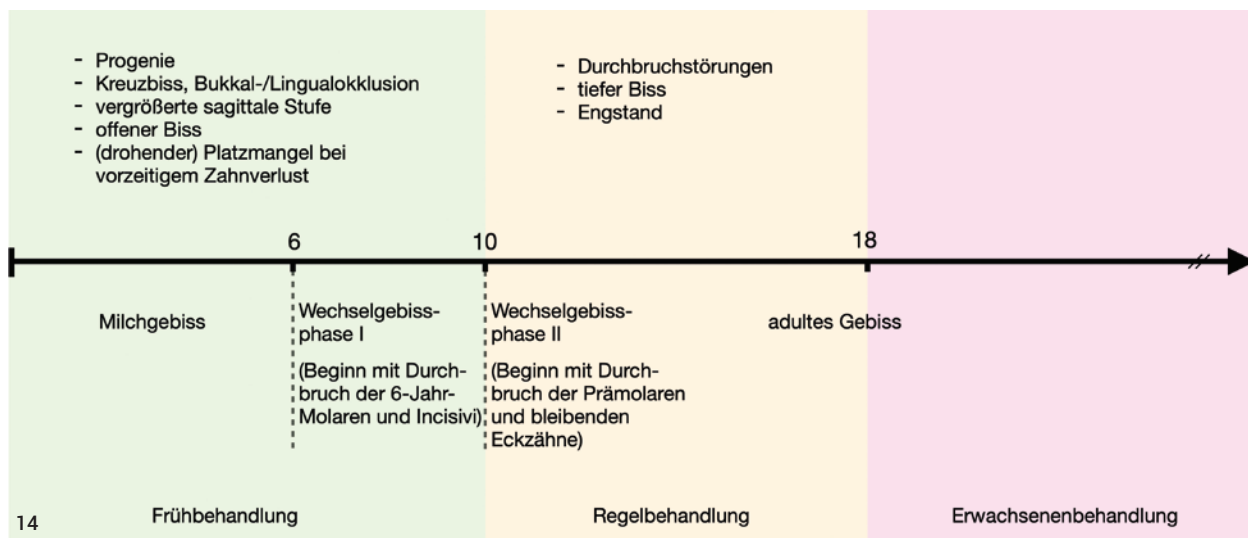 - Progenie
- Kreuzbiss, Bukkal-/Lingualokklusion
- vergrößerte sagittale Stufe
- offener Biss
- (drohender) Platzmangel bei
vorzeitigem Zahnverlust
- Durchbruchstörungen
- tiefer Biss
- Engstand
6
10
18
Milchgebiss
Wechselgebiss-
phase I
(Beginn mit Durch-
bruch der 6-Jahr-
Molaren und Incisivi)
Wechselgebiss-
phase II
(Beginn mit Durch-
bruch der Prämolaren
und bleibenden
Eckzähne)
adultes Gebiss
14
Frühbehandlung
Regelbehandlung
Erwachsenenbehandlung